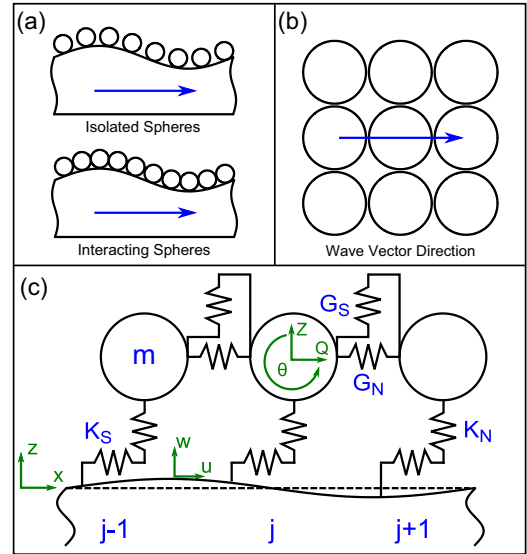 (a)
Isolated Spheres
Interacting Spheres
(b)
Wave Vector Direction
(c)
m
Z
Q
θ
G_S
G_N
K_S
K_N
z
x
w
u
j-1
j
j+1